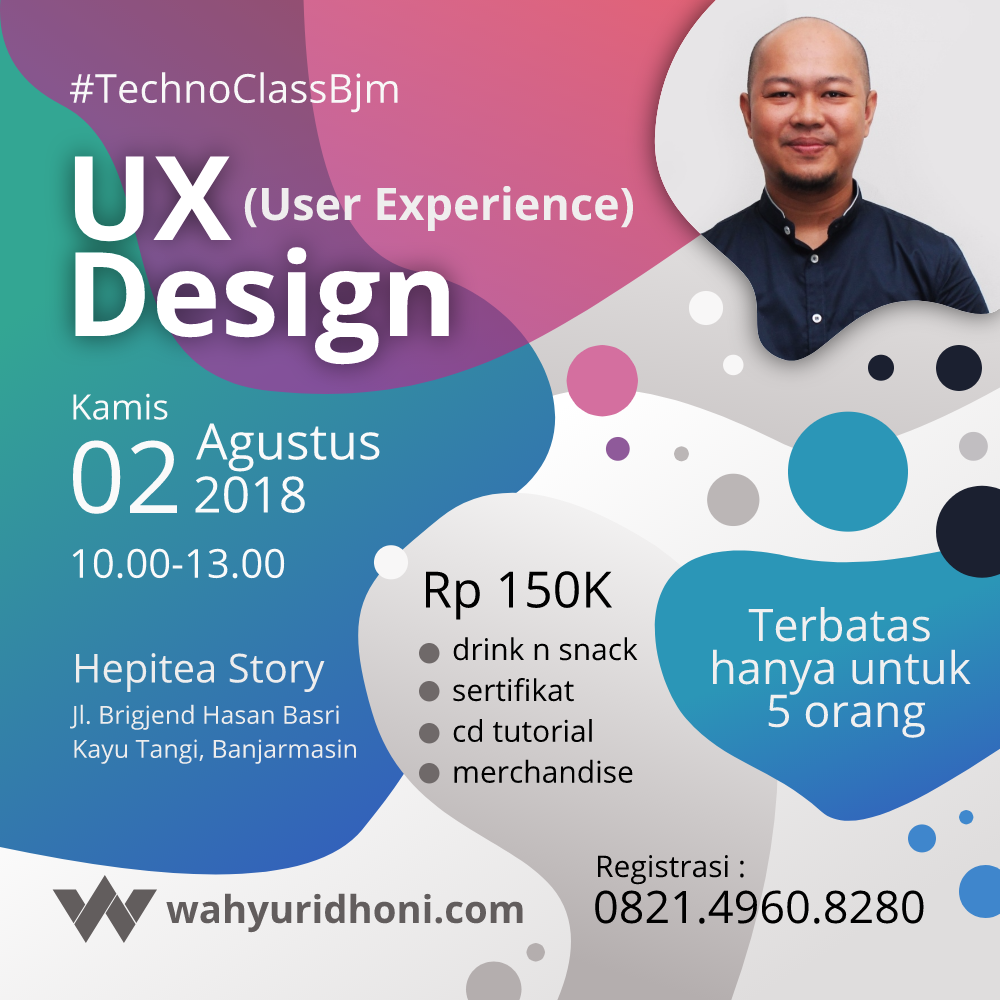 #TechnoClassBjm
UX (User Experience)
Design
Kamis
02 Agustus
2018
10.00-13.00
Hepitea Story
Jl. Brigjend Hasan Basri
Kayu Tangi, Banjarmasin
Rp 150K
drink n snack
sertifikat
cd tutorial
merchandise
Terbatas
hanya untuk
5 orang
wahyuridhoni.com
Registrasi :
0821.4960.8280